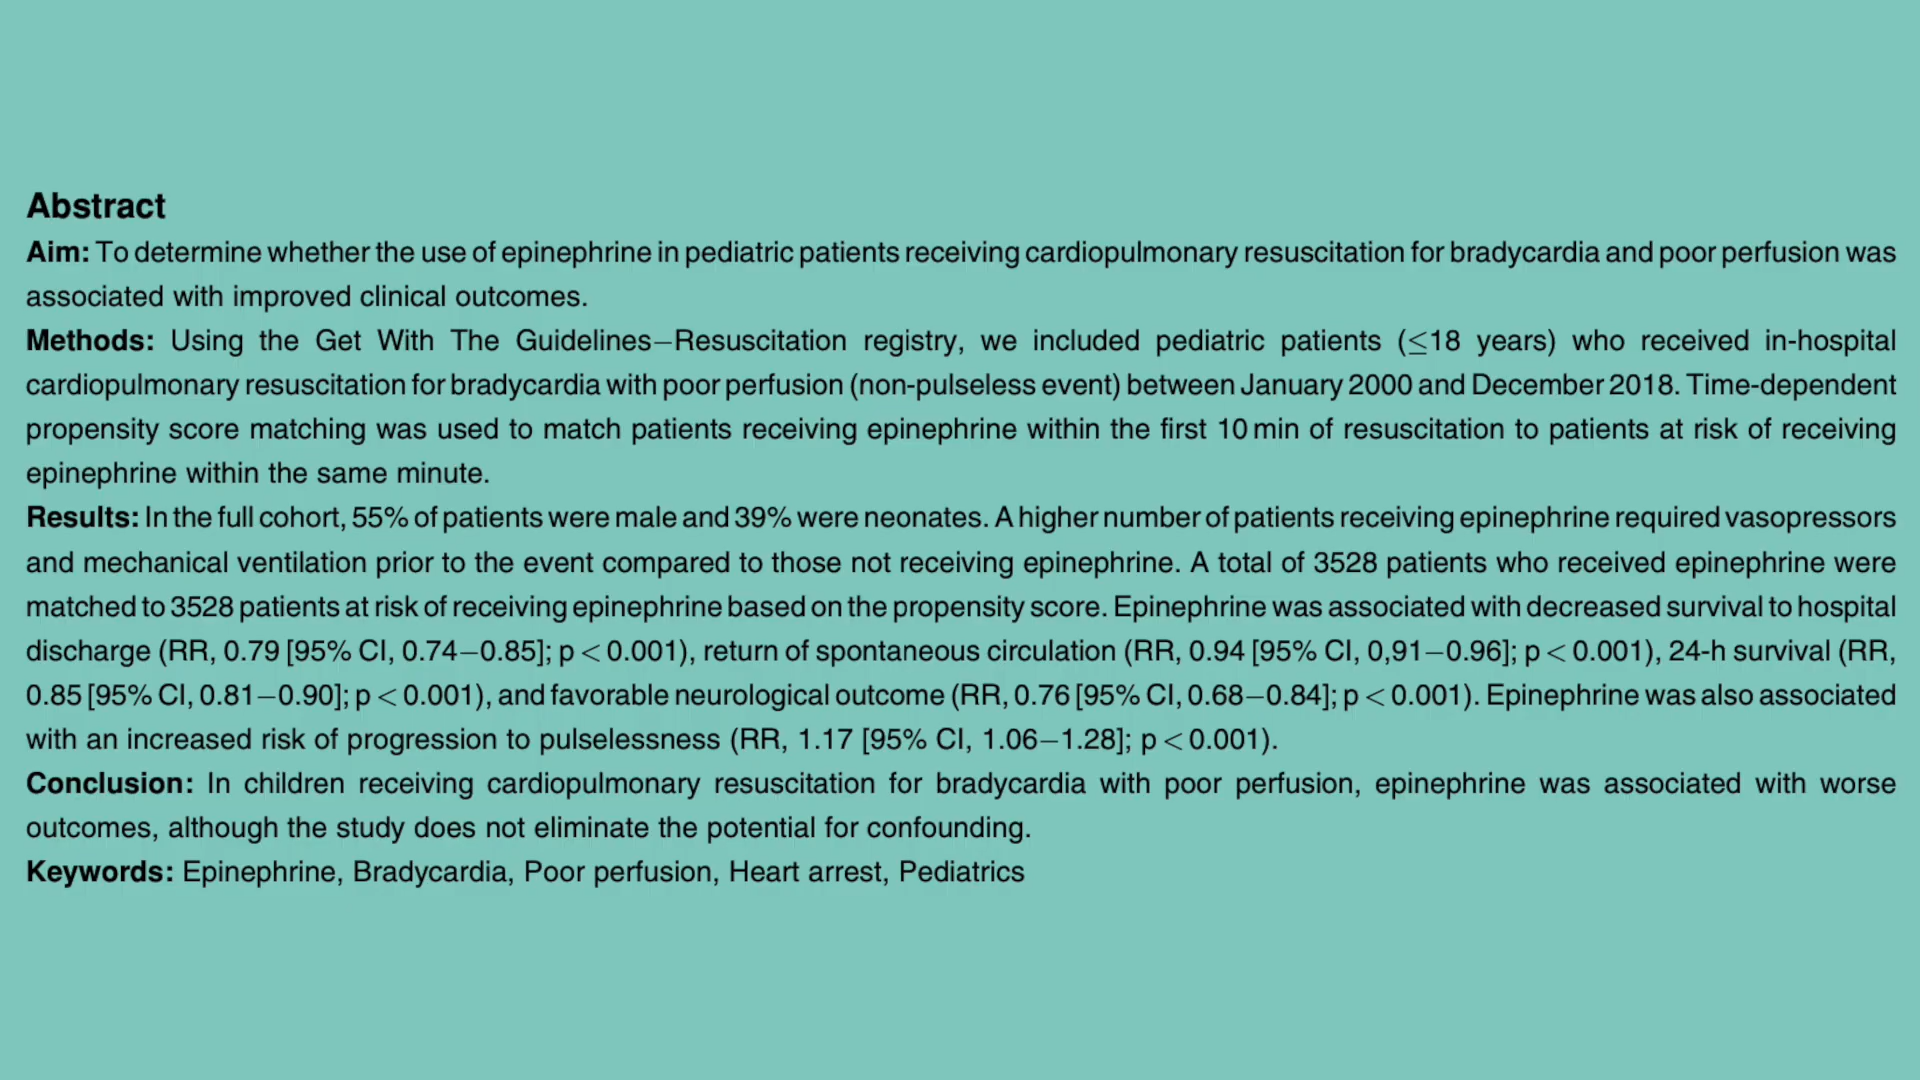 Abstract
Aim: To determine whether the use of epinephrine in pediatric patients receiving cardiopulmonary resuscitation for bradycardia and poor perfusion was
associated with improved clinical outcomes.
Methods: Using the Get With The Guidelines–Resuscitation registry, we included pediatric patients (≤18 years) who received in-hospital
cardiopulmonary resuscitation for bradycardia with poor perfusion (non-pulseless event) between January 2000 and December 2018. Time-dependent
propensity score matching was used to match patients receiving epinephrine within the first 10 min of resuscitation to patients at risk of receiving
epinephrine within the same minute.
Results: In the full cohort, 55% of patients were male and 39% were neonates. A higher number of patients receiving epinephrine required vasopressors
and mechanical ventilation prior to the event compared to those not receiving epinephrine. A total of 3528 patients who received epinephrine were
matched to 3528 patients at risk of receiving epinephrine based on the propensity score. Epinephrine was associated with decreased survival to hospital
discharge (RR, 0.79 [95% CI, 0.74–0.85]; p < 0.001), return of spontaneous circulation (RR, 0.94 [95% CI, 0,91–0.96]; p < 0.001), 24-h survival (RR,
0.85 [95% CI, 0.81–0.90]; p < 0.001), and favorable neurological outcome (RR, 0.76 [95% CI, 0.68–0.84]; p < 0.001). Epinephrine was also associated
with an increased risk of progression to pulselessness (RR, 1.17 [95% CI, 1.06–1.28]; p < 0.001).
Conclusion: In children receiving cardiopulmonary resuscitation for bradycardia with poor perfusion, epinephrine was associated with worse
outcomes, although the study does not eliminate the potential for confounding.
Keywords: Epinephrine, Bradycardia, Poor perfusion, Heart arrest, Pediatrics